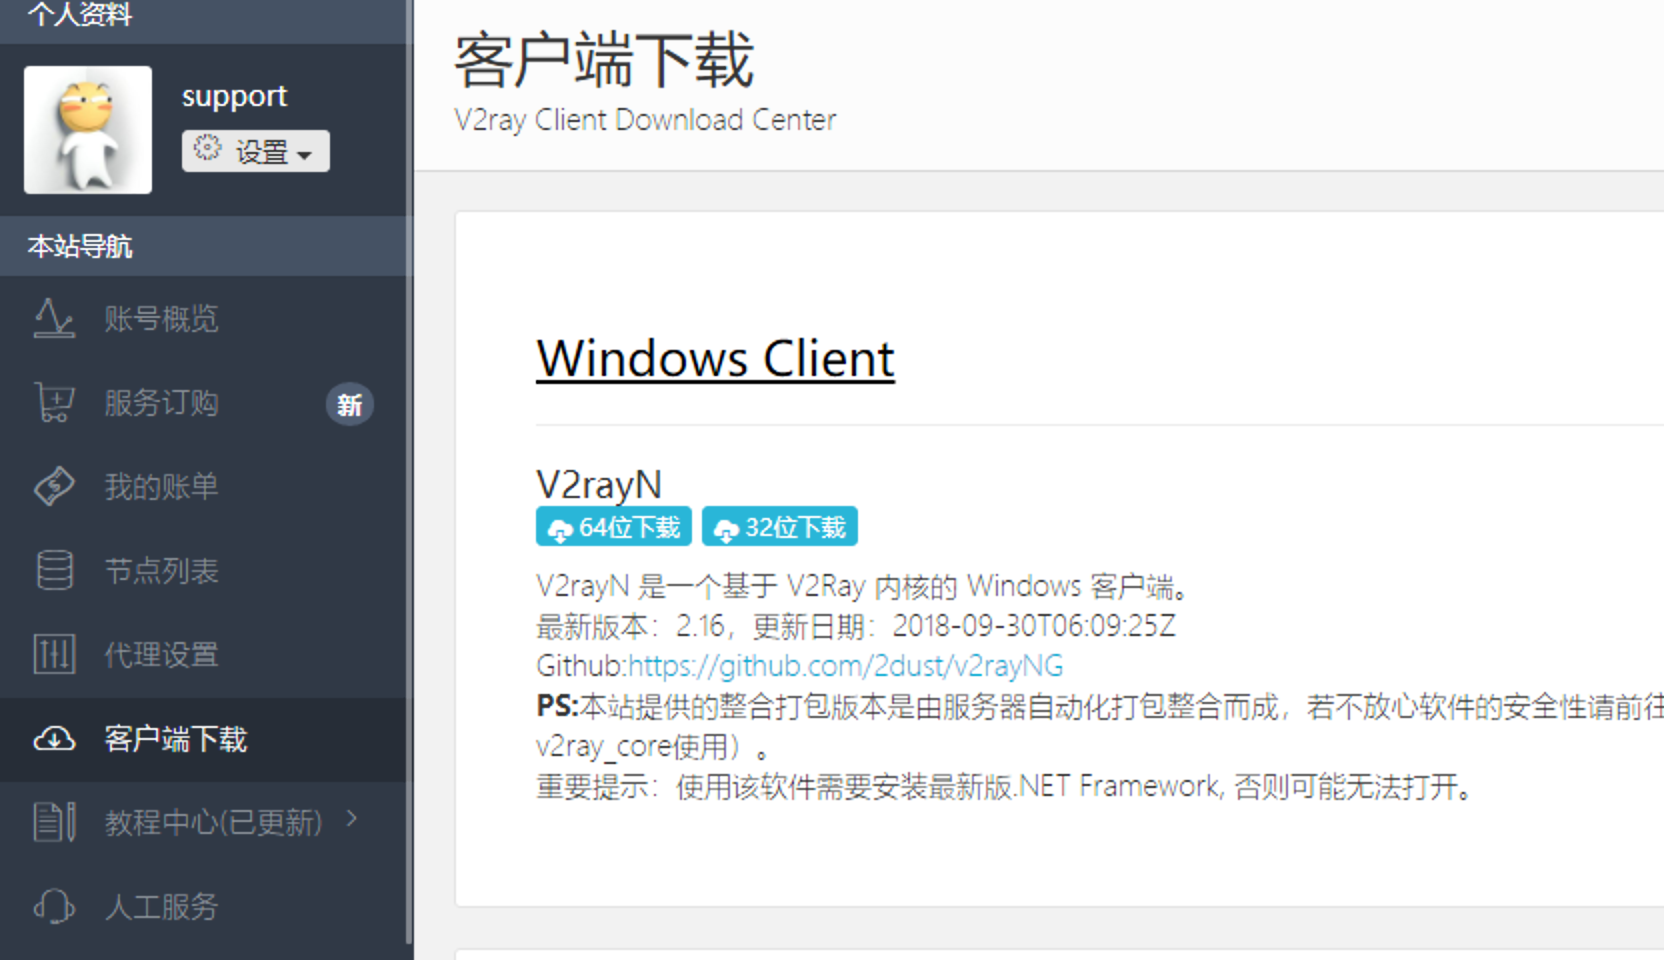 个人资料
support
设置
本站导航
账号概览
服务订购
新
我的账单
节点列表
代理设置
客户端下载
教程中心(已更新)
人工服务
客户端下载
V2ray Client Download Center
Windows Client
V2rayN
64位下载 32位下载
V2rayN 是一个基于 V2Ray 内核的 Windows 客户端。
最新版本：2.16，更新日期：2018-09-30T06:09:25Z
Github:https://github.com/2dust/v2rayNG
PS:本站提供的整合打包版本是由服务器自动化打包整合而成，若不放心软件的安全性请前往
v2ray_core使用）。
重要提示：使用该软件需要安装最新版.NET Framework, 否则可能无法打开。